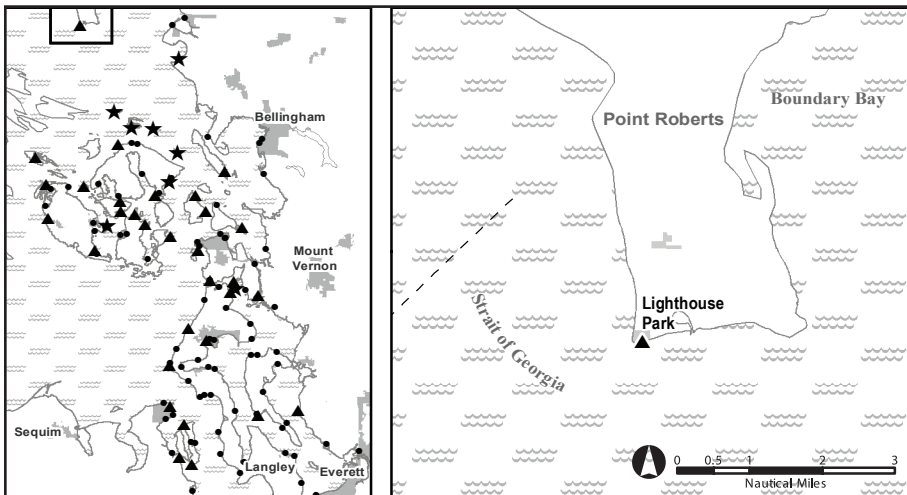 Bellingham
Mount
Vernon
Sequim
Langley
Everett
Point Roberts
Boundary Bay
Lighthouse
Park
Strait of Georgia
0 0.5 1 2 3
Nautical Miles